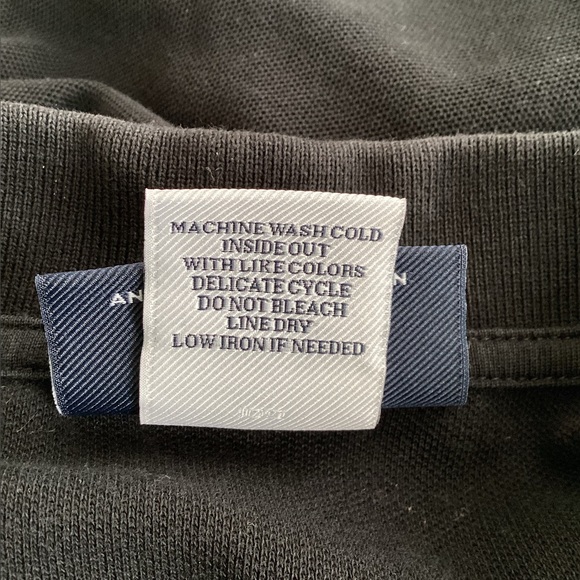 MACHINE WASH COLD
INSIDE OUT
WITH LIKE COLORS
DELICATE CYCLE
DO NOT BLEACH
LINE DRY
LOW IRON IF NEEDED